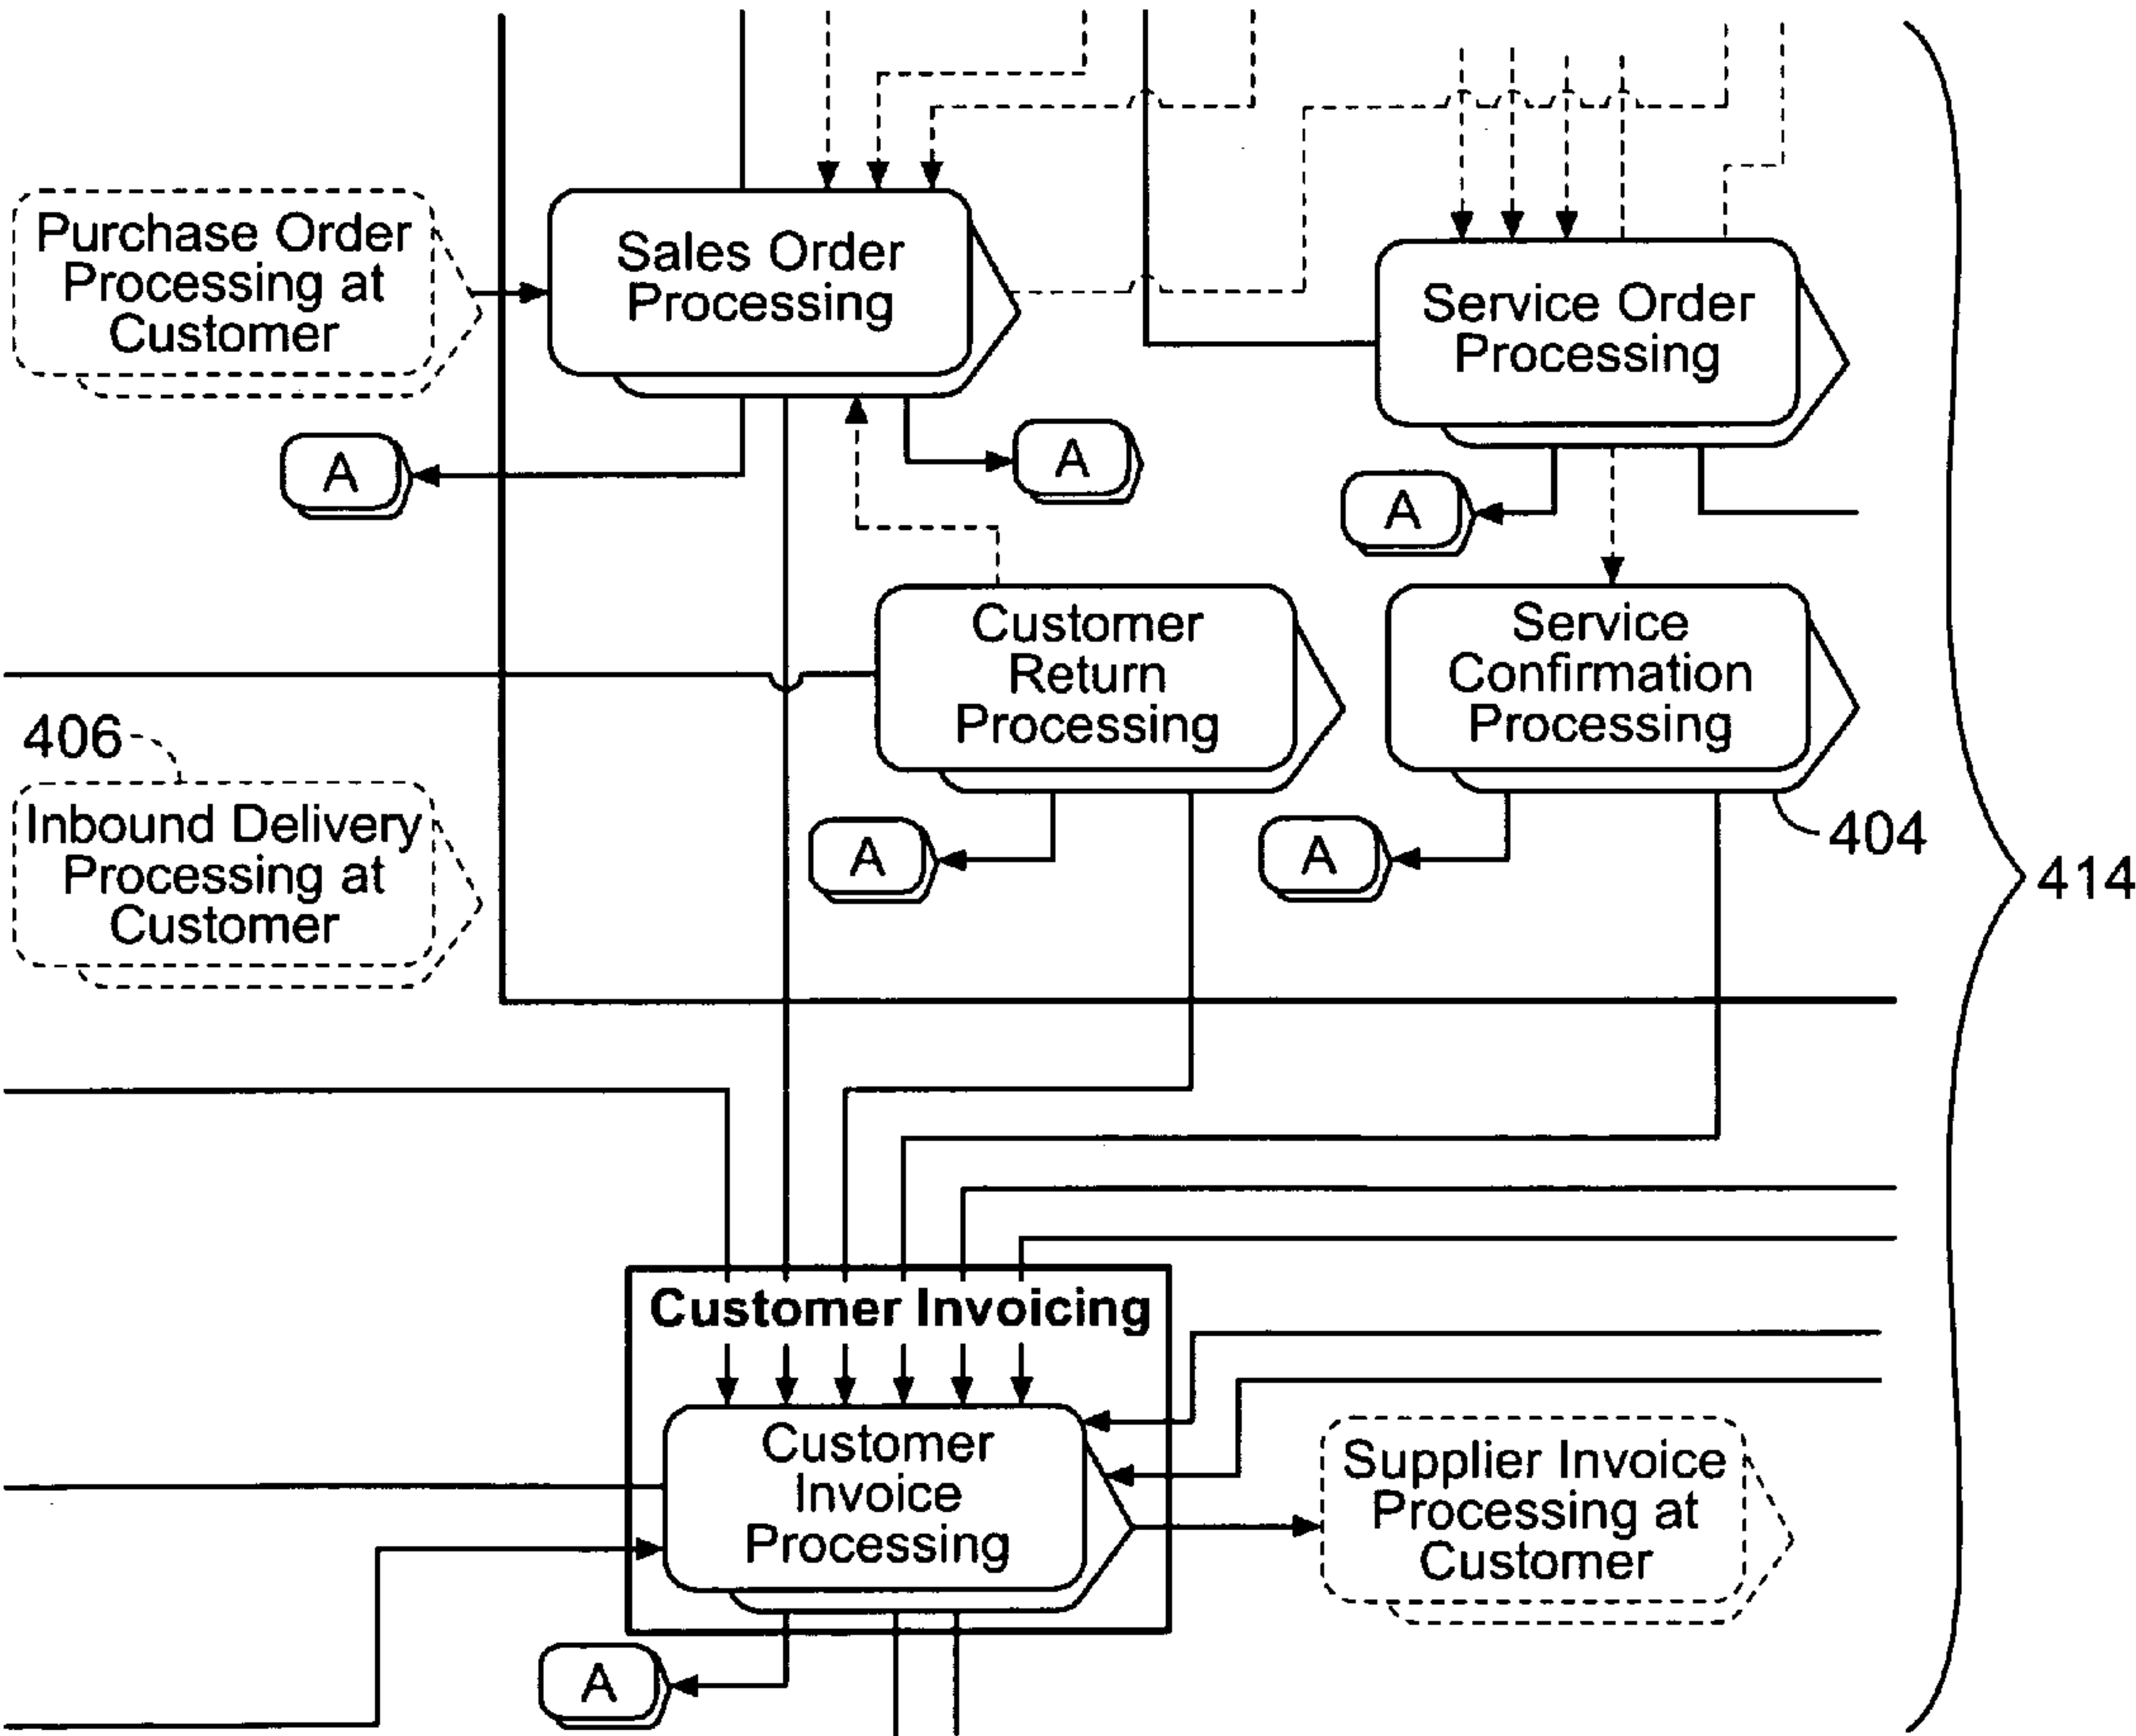 Purchase Order
Processing at
Customer
Sales Order
Processing
Service Order
Processing
A
A
A
Customer
Return
Processing
Service
Confirmation
Processing
406
Inbound Delivery
Processing at
Customer
A
A
404
414
Customer Invoicing
Customer
Invoice
Processing
Supplier Invoice
Processing at
Customer
A